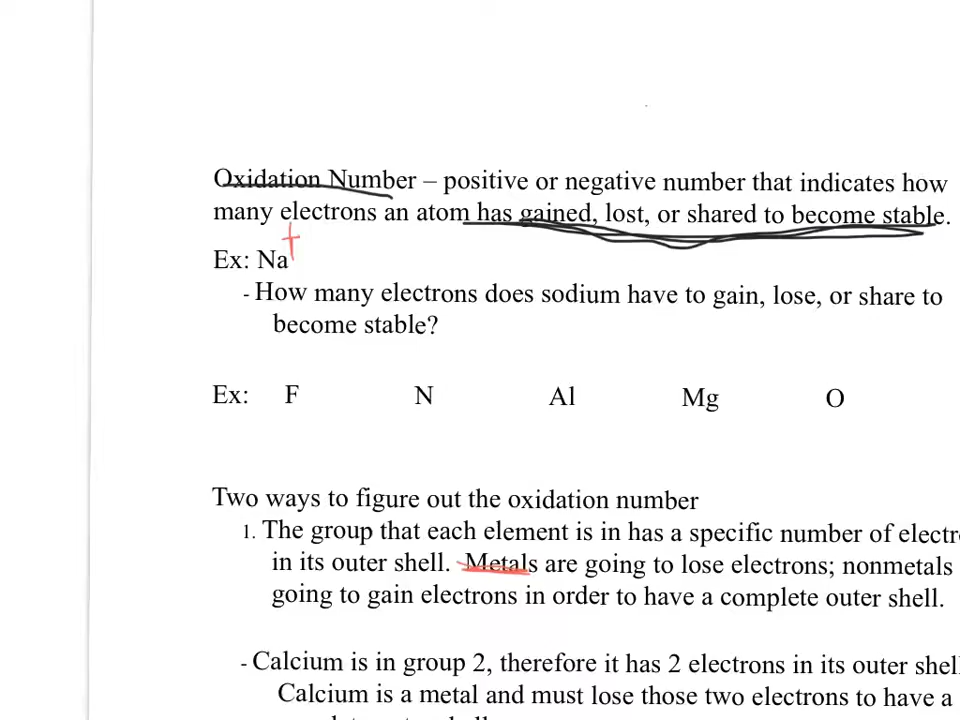 Oxidation Number – positive or negative number that indicates how
many electrons an atom has gained, lost, or shared to become stable.
Ex: Na+
- How many electrons does sodium have to gain, lose, or share to
become stable?
Ex: F N Al Mg O
Two ways to figure out the oxidation number
1. The group that each element is in has a specific number of electr
in its outer shell. Metals are going to lose electrons; nonmetals
going to gain electrons in order to have a complete outer shell.
- Calcium is in group 2, therefore it has 2 electrons in its outer shel
Calcium is a metal and must lose those two electrons to have a